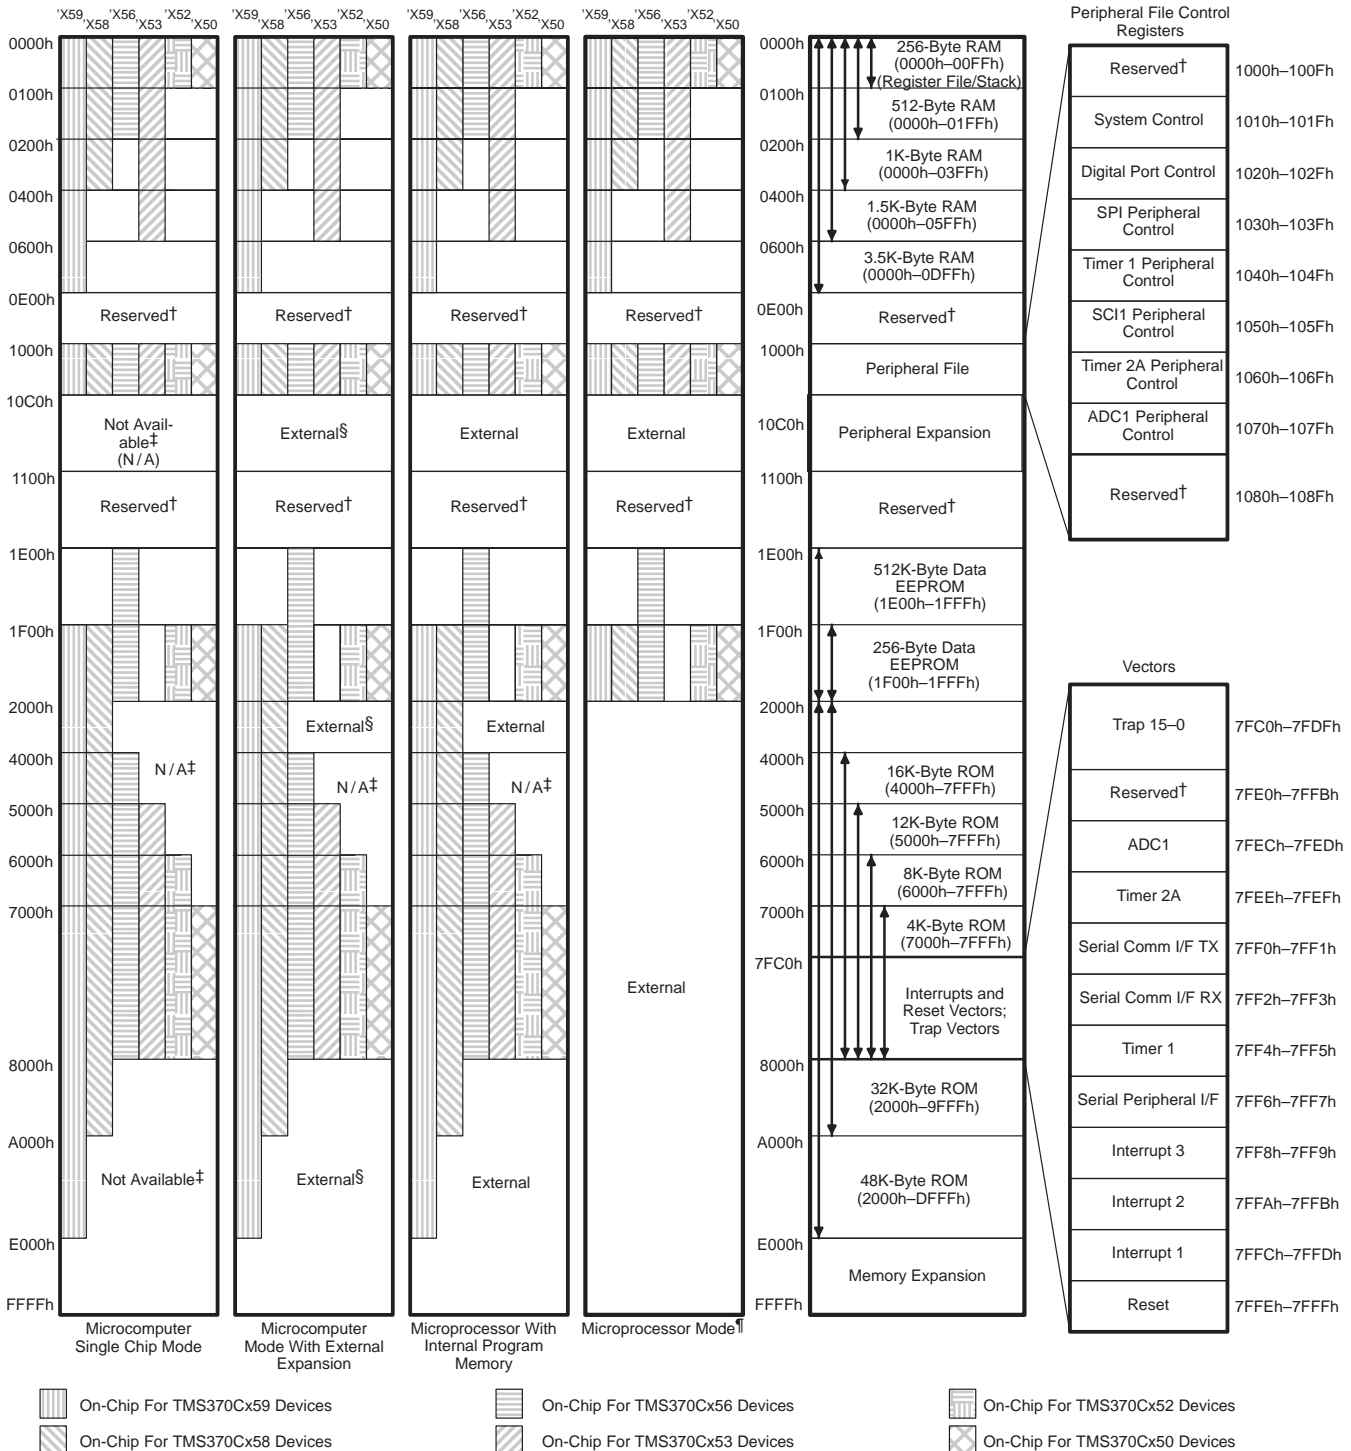 'X59 'X58 'X56 'X53 'X52 'X50
'X59 'X58 'X56 'X53 'X52 'X50
'X59 'X58 'X56 'X53 'X52 'X50
'X59 'X58 'X56 'X53 'X52 'X50
0000h
0100h
0200h
0400h
0600h
0E00h
1000h
10C0h
1100h
1E00h
1F00h
2000h
4000h
5000h
6000h
7000h
8000h
A000h
E000h
FFFFh
Reserved†
Not Avail-
able‡
(N / A)
Reserved†
N / A‡
Not Available‡
Microcomputer
Single Chip Mode
Reserved†
External§
Reserved†
External§
N / A‡
External§
Microcomputer
Mode With External
Expansion
Reserved†
External
Reserved†
External
N / A‡
External
Microprocessor With
Internal Program
Memory
Reserved†
External
Reserved†
External
Microprocessor Mode¶
0000h
0100h
0200h
0400h
0600h
0E00h
1000h
10C0h
1100h
1E00h
1F00h
2000h
4000h
5000h
6000h
7000h
7FC0h
8000h
A000h
E000h
FFFFh
256-Byte RAM
(0000h–00FFh)
(Register File/Stack)
512-Byte RAM
(0000h–01FFh)
1K-Byte RAM
(0000h–03FFh)
1.5K-Byte RAM
(0000h–05FFh)
3.5K-Byte RAM
(0000h–0DFFh)
Reserved†
Peripheral File
Peripheral Expansion
Reserved†
512K-Byte Data
EEPROM
(1E00h–1FFFh)
256-Byte Data
EEPROM
(1F00h–1FFFh)
16K-Byte ROM
(4000h–7FFFh)
12K-Byte ROM
(5000h–7FFFh)
8K-Byte ROM
(6000h–7FFFh)
4K-Byte ROM
(7000h–7FFFh)
Interrupts and
Reset Vectors;
Trap Vectors
32K-Byte ROM
(2000h–9FFFh)
48K-Byte ROM
(2000h–DFFFh)
Memory Expansion
Peripheral File Control
Registers
Reserved† 1000h–100Fh
System Control 1010h–101Fh
Digital Port Control 1020h–102Fh
SPI Peripheral
Control 1030h–103Fh
Timer 1 Peripheral
Control 1040h–104Fh
SCI1 Peripheral
Control 1050h–105Fh
Timer 2A Peripheral
Control 1060h–106Fh
ADC1 Peripheral
Control 1070h–107Fh
Reserved† 1080h–108Fh
Vectors
Trap 15–0 7FC0h–7FDFh
Reserved† 7FE0h–7FFBh
ADC1 7FECh–7FEDh
Timer 2A 7FEEh–7FEFh
Serial Comm I/F TX 7FF0h–7FF1h
Serial Comm I/F RX 7FF2h–7FF3h
Timer 1 7FF4h–7FF5h
Serial Peripheral I/F 7FF6h–7FF7h
Interrupt 3 7FF8h–7FF9h
Interrupt 2 7FFAh–7FFBh
Interrupt 1 7FFCh–7FFDh
Reset 7FFEh–7FFFh
On-Chip For TMS370Cx59 Devices
On-Chip For TMS370Cx56 Devices
On-Chip For TMS370Cx52 Devices
On-Chip For TMS370Cx58 Devices
On-Chip For TMS370Cx53 Devices
On-Chip For TMS370Cx50 Devices